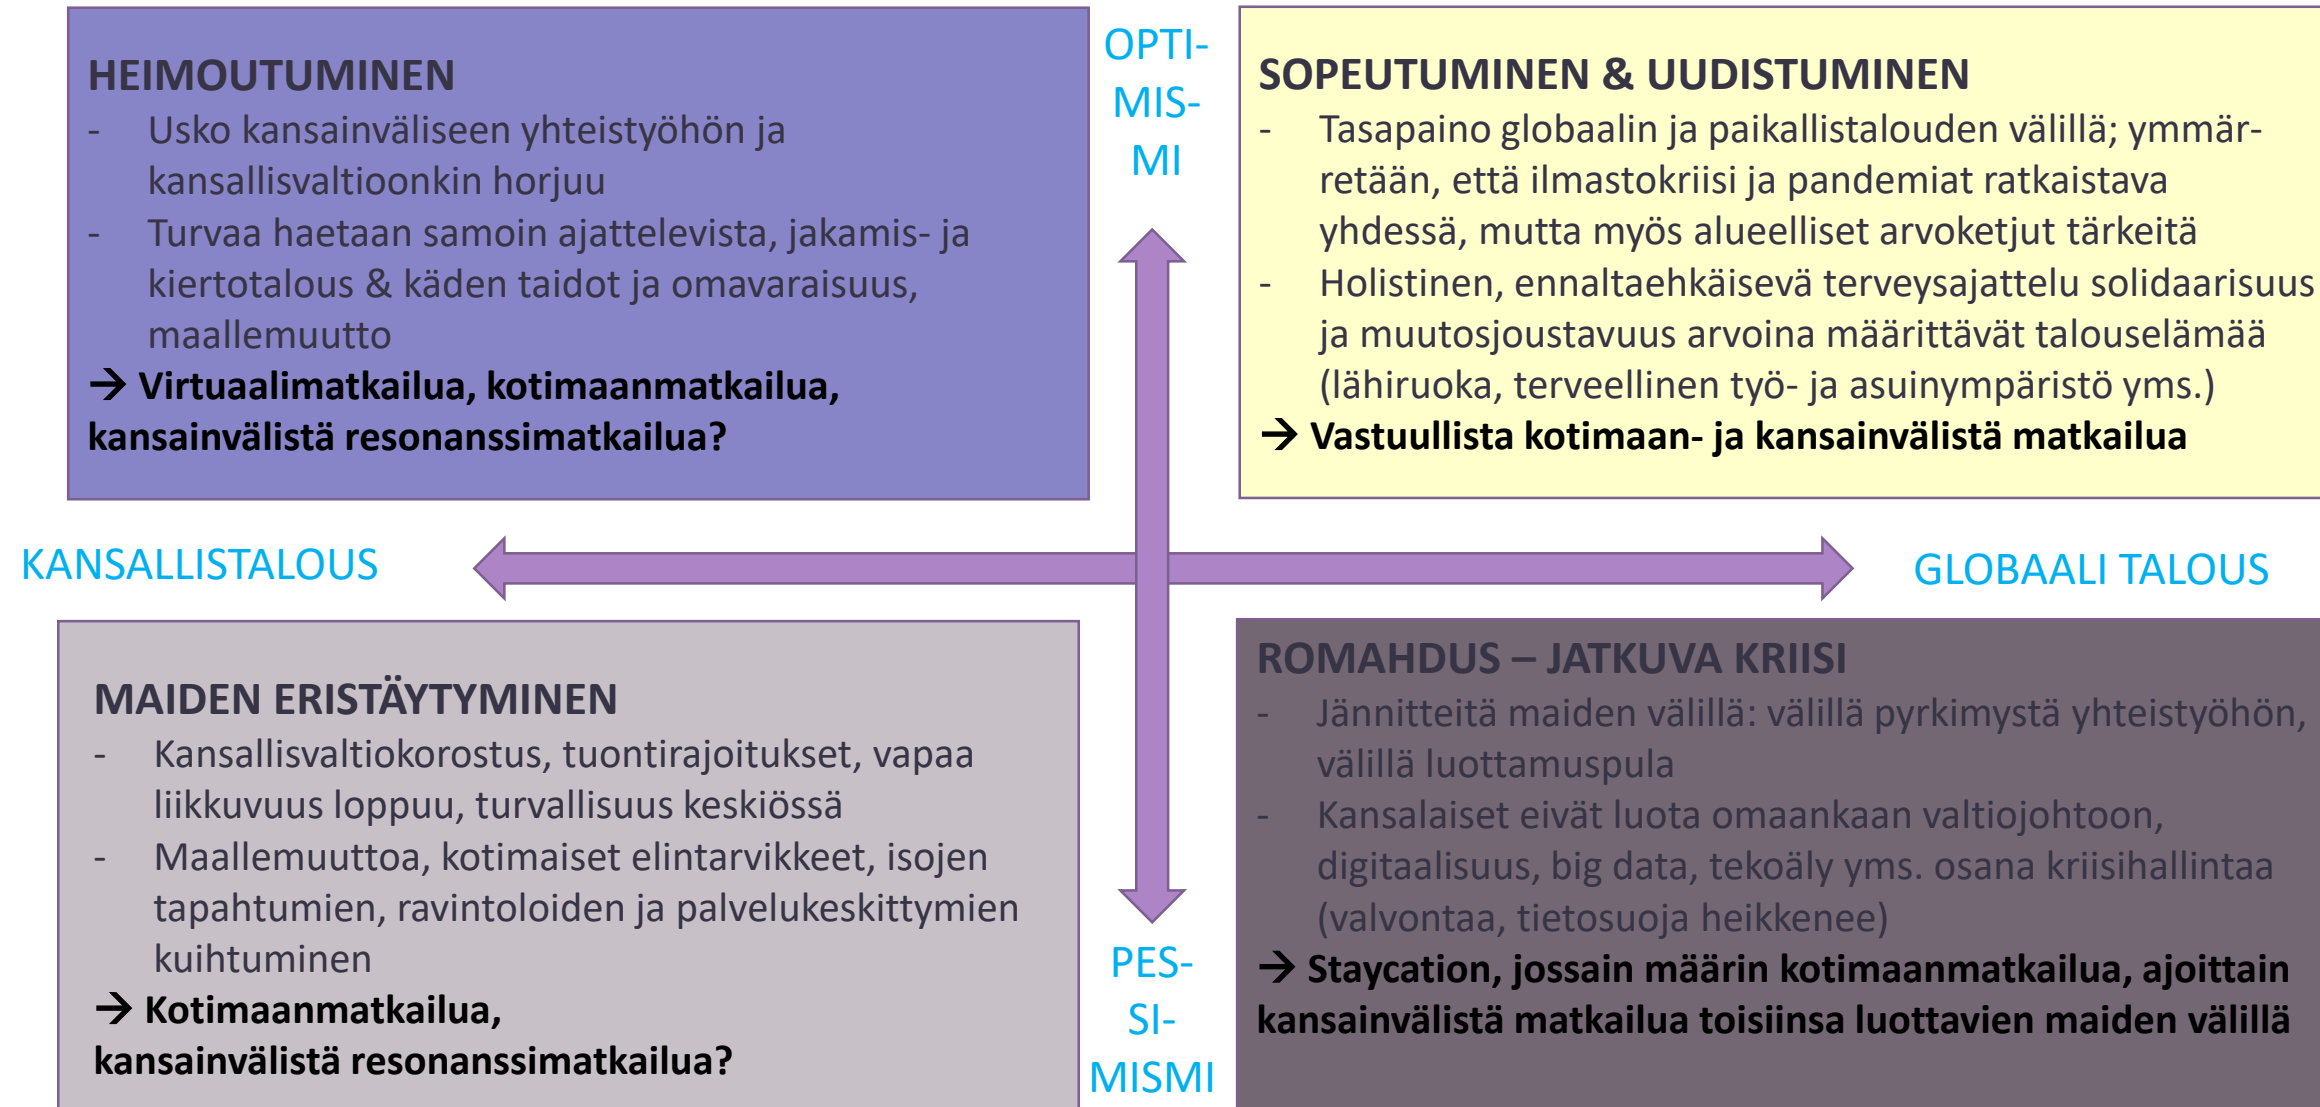 HEIMOUTUMINEN
- Usko kansainväliseen yhteistyöhön ja
kansallisvaltioonkin horjuu
- Turvaa haetaan samoin ajattelevista, jakamis- ja
kiertotalous & käden taidot ja omavaraisuus,
maallemuutto
→ Virtuaalimatkailua, kotimaanmatkailua,
kansainvälistä resonanssimatkailua?
OPTI-
MIS-
MI
SOPEUTUMINEN & UUDISTUMINEN
- Tasapaino globaalin ja paikallistalouden välillä; ymmär-
retään, että ilmastokriisi ja pandemiat ratkaistava
yhdessä, mutta myös alueelliset arvoketjut tärkeitä
- Holistinen, ennaltaehkäisevä terveysajattelu solidaarisuus
ja muutosjoustavuus arvoina määrittävät talouselämää
(lähiruoka, terveellinen työ- ja asuinympäristö yms.)
→ Vastuullista kotimaan- ja kansainvälistä matkailua
KANSALLISTALOUS
GLOBAALI TALOUS
MAIDEN ERISTÄYTYMINEN
- Kansallisvaltiokorostus, tuontirajoitukset, vapaa
liikkuvuus loppuu, turvallisuus keskiössä
- Maallemuuttoa, kotimaiset elintarvikkeet, isojen
tapahtumien, ravintoloiden ja palvelukeskittymien
kuihtuminen
→ Kotimaanmatkailua,
kansainvälistä resonanssimatkailua?
PES-
SI-
MISMI
ROMAHDUS – JATKUVA KRIISI
- Jännitteitä maiden välillä: välillä pyrkimystä yhteistyöhön,
välillä luottamuspula
- Kansalaiset eivät luota omaankaan valtiojohtoon,
digitaalisuus, big data, tekoäly yms. osana kriisihallintaa
(valvontaa, tietosuoja heikkenee)
→ Staycation, jossain määrin kotimaanmatkailua, ajoittain
kansainvälistä matkailua toisiinsa luottavien maiden välillä